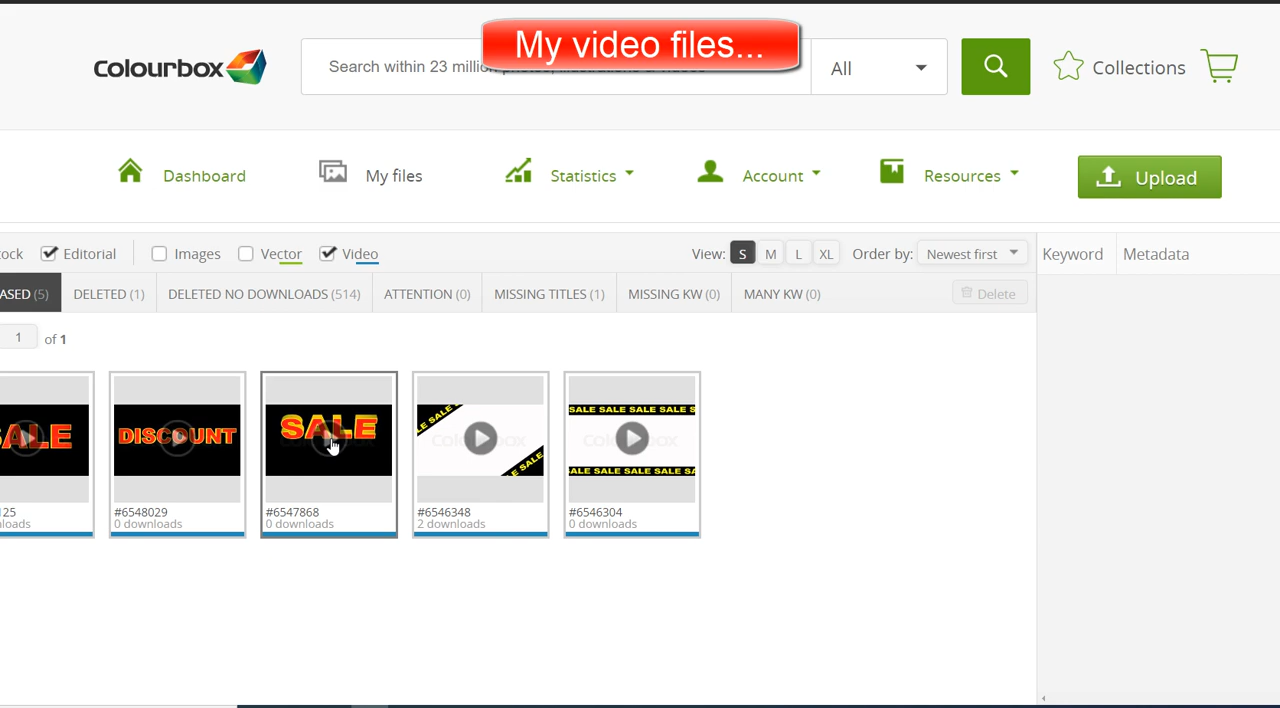 My video files...
Colourbox
Search within 23 million photos, illustrations & videos
All
Collections
Dashboard
My files
Statistics
Account
Resources
Upload
ock
Editorial
Images
Vector
Video
View: S M L XL
Order by: Newest first
Keyword
Metadata
ASED (5)
DELETED (1)
DELETED NO DOWNLOADS (514)
ATTENTION (0)
MISSING TITLES (1)
MISSING KW (0)
MANY KW (0)
Delete
1 of 1
SALE
DISCOUNT
SALE
SALE SALE
SALE
SALE SALE SALE SALE S
ALE SALE SALE SALE SA
125
nloads
#6548029
0 downloads
#6547868
0 downloads
#6546348
2 downloads
#6546304
0 downloads